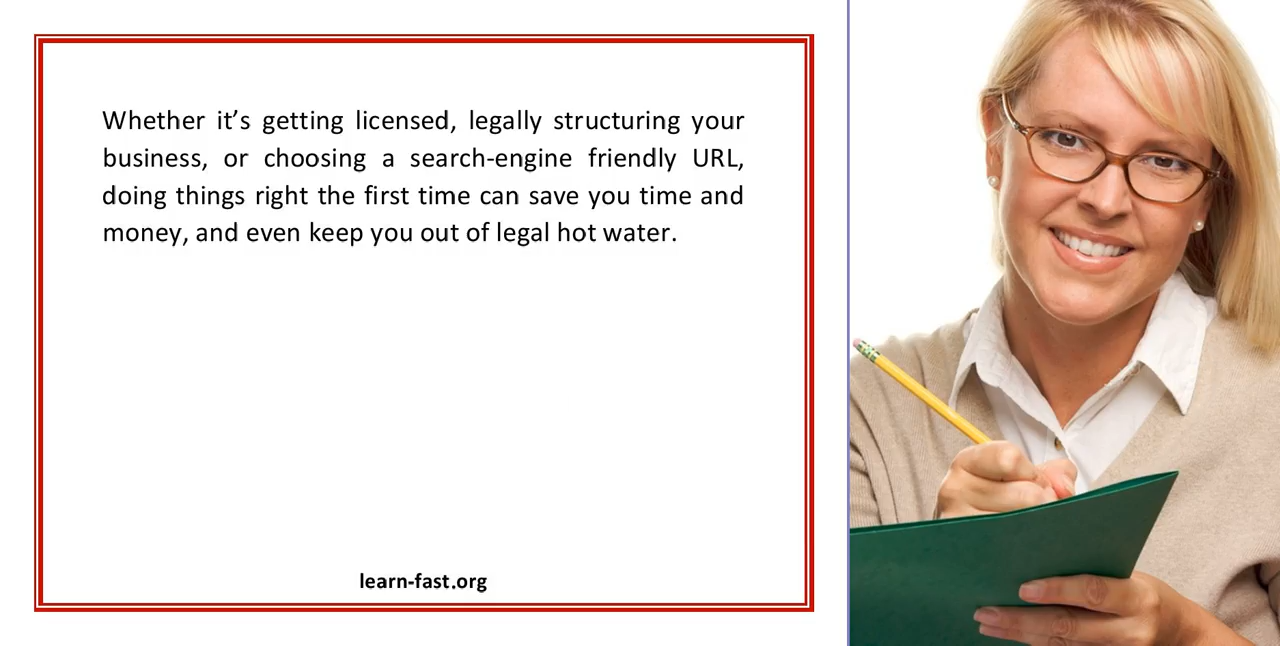 Whether it’s getting licensed, legally structuring your
business, or choosing a search-engine friendly URL,
doing things right the first time can save you time and
money, and even keep you out of legal hot water.
learn-fast.org